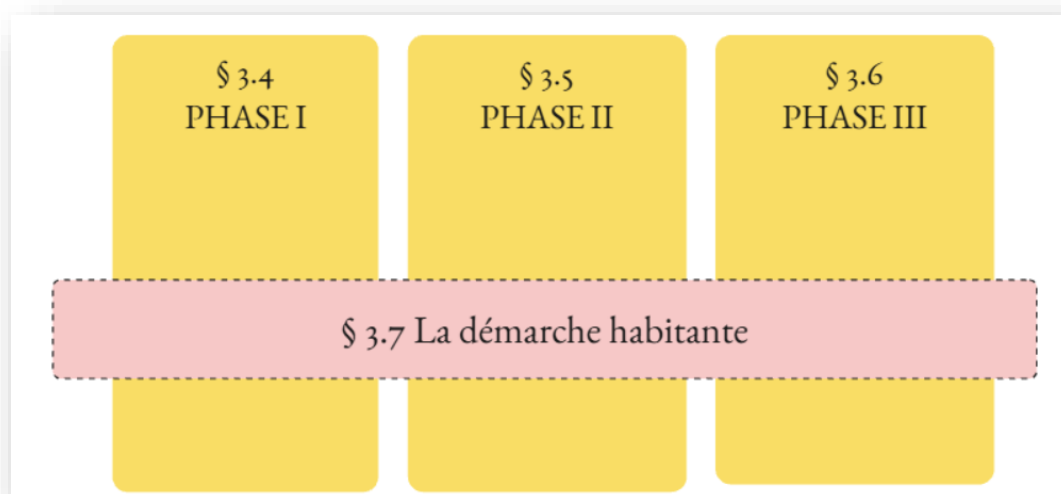 § 3.4
PHASE I
§ 3.5
PHASE II
§ 3.6
PHASE III
§ 3.7 La démarche habitante